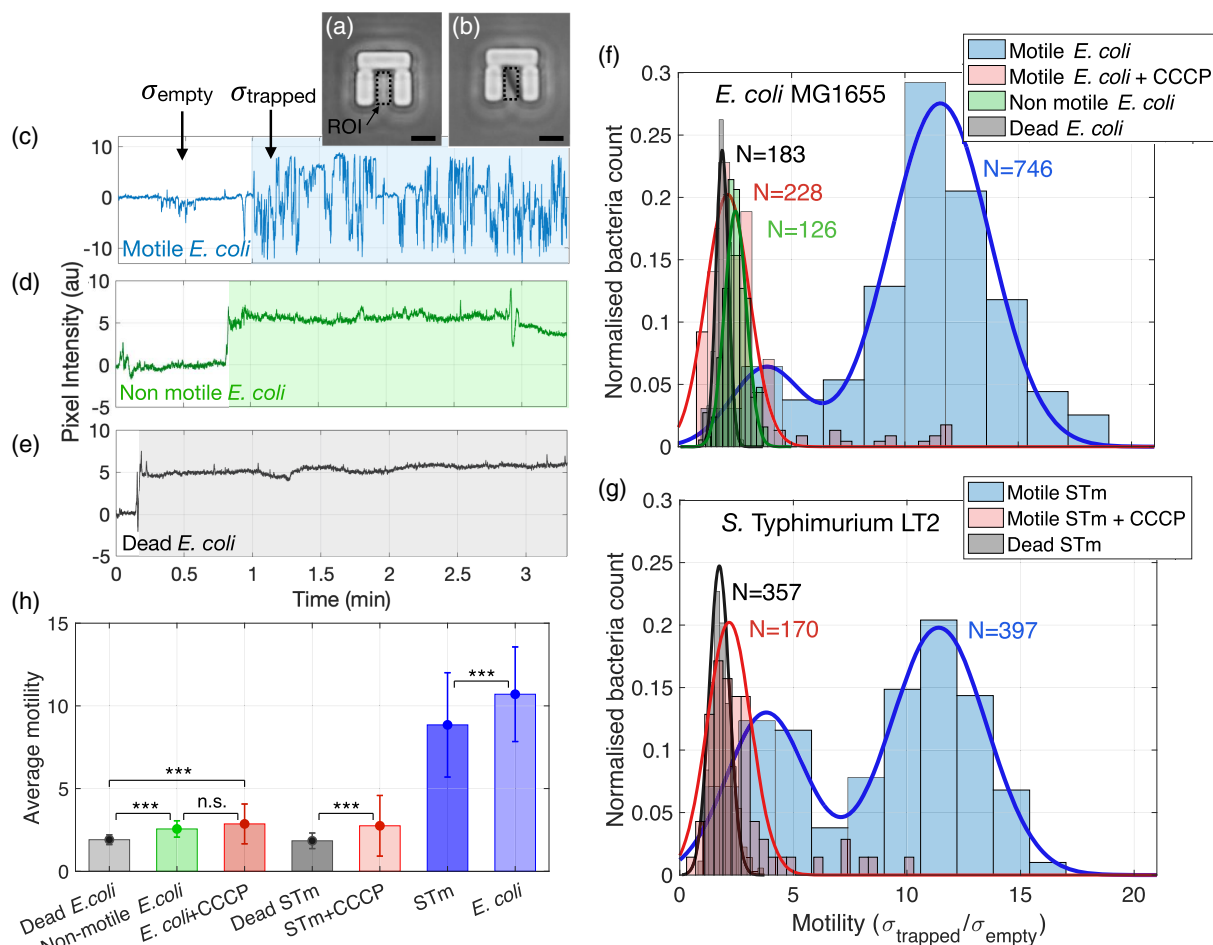 (a)
(b)
ROI
σempty
σtrapped
(c)
10
0
-10
Motile E. coli
(d)
10
5
0
-5
Non motile E. coli
Pixel Intensity (au)
(e)
10
5
0
-5
Dead E. coli
0
0.5
1
1.5
2
2.5
3
Time (min)
(f)
Motile E. coli
Motile E. coli + CCCP
Non motile E. coli
Dead E. coli
E. coli MG1655
N=183
N=228
N=126
N=746
0.3
0.25
0.2
0.15
0.1
0.05
0
Normalised bacteria count
0
5
10
15
20
(g)
Motile STm
Motile STm + CCCP
Dead STm
S. Typhimurium LT2
N=357
N=170
N=397
0.3
0.25
0.2
0.15
0.1
0.05
0
Normalised bacteria count
0
5
10
15
20
Motility (σtrapped/σempty)
(h)
15
10
5
0
Average motility
***
***
n.s.
***
***
Dead E.coli
Non-motile E.coli
E. coli+CCCP
Dead STm
STm+CCCP
STm
E. coli